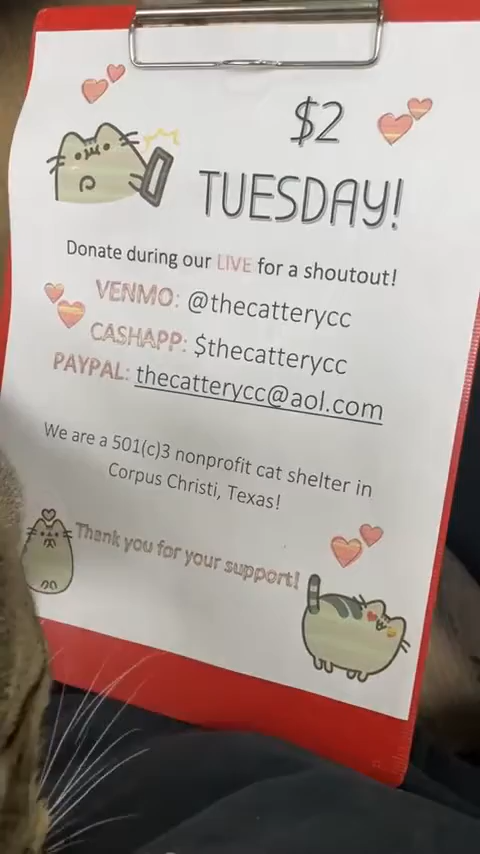 $2
TUESDAY!
Donate during our LIVE for a shoutout!
VENMO: @thecatterycc
CASHAPP: $thecatterycc
PAYPAL: thecatterycc@aol.com
We are a 501(c)3 nonprofit cat shelter in
Corpus Christi, Texas!
Thank you for your support!